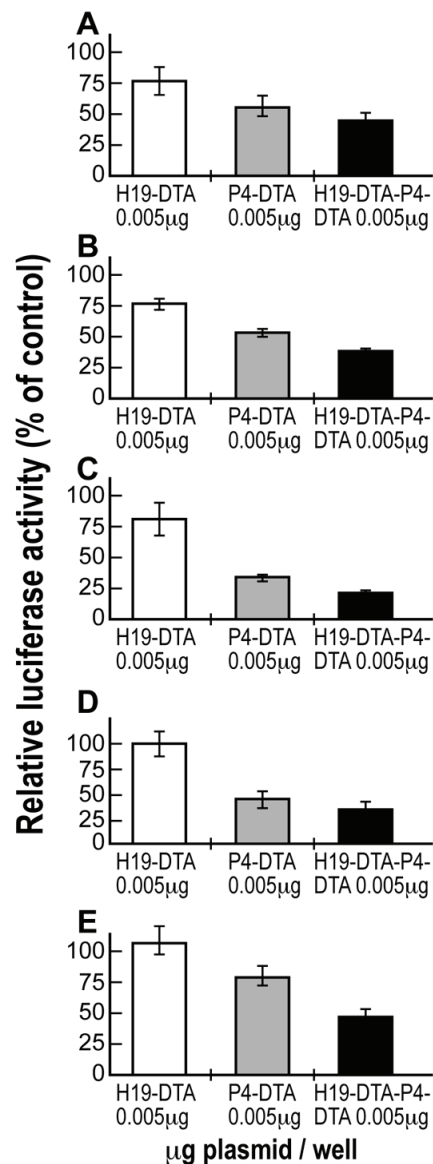 Relative luciferase activity (% of control)
A
100
75
50
25
0
H19-DTA P4-DTA H19-DTA-P4-
0.005μg 0.005μg DTA 0.005μg
B
100
75
50
25
0
H19-DTA P4-DTA H19-DTA-P4-
0.005μg 0.005μg DTA 0.005μg
C
100
75
50
25
0
H19-DTA P4-DTA H19-DTA-P4-
0.005μg 0.005μg DTA 0.005μg
D
100
75
50
25
0
H19-DTA P4-DTA H19-DTA-P4-
0.005μg 0.005μg DTA 0.005μg
E
100
75
50
25
0
H19-DTA P4-DTA H19-DTA-P4-
0.005μg 0.005μg DTA 0.005μg
μg plasmid / well